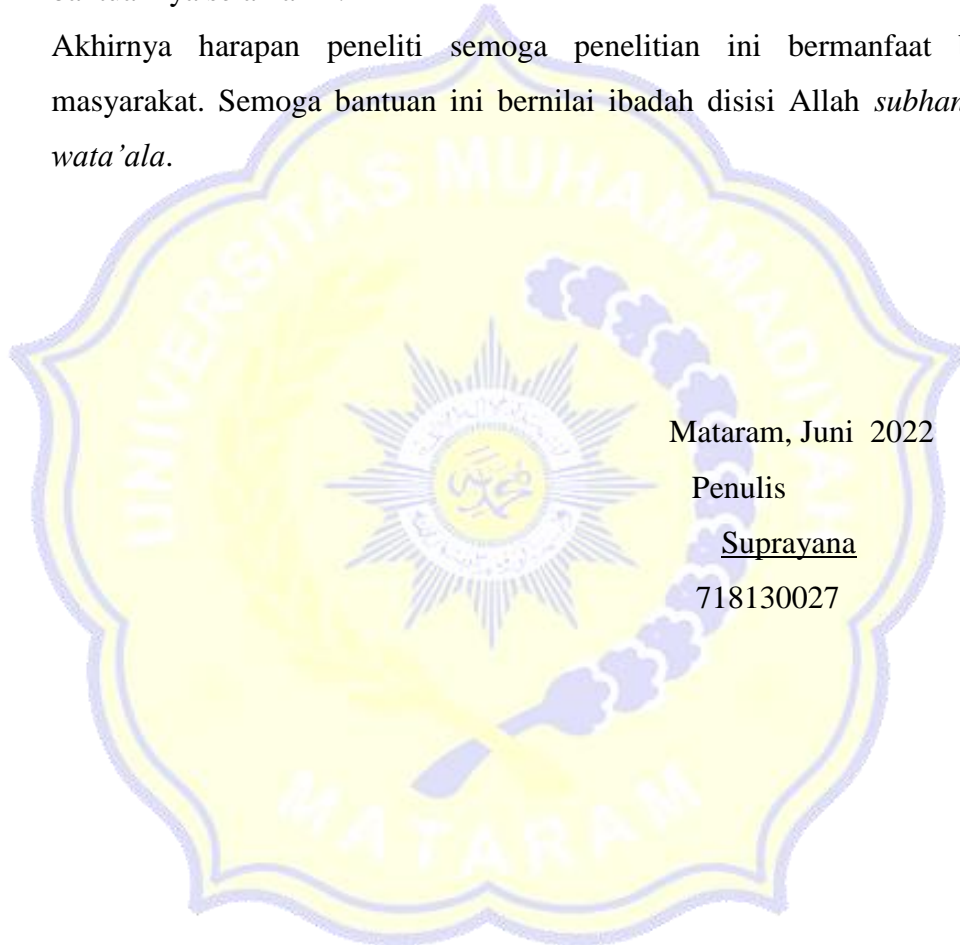 Akhirnya harapan peneliti semoga penelitian ini bermanfaat
masyarakat. Semoga bantuan ini bernilai ibadah disisi Allah
wata’ala.
UNIVERSITAS MUHAMMADIYAH
Mataram, Juni 2022
Penulis
Suprayana
718130027
MATARAM